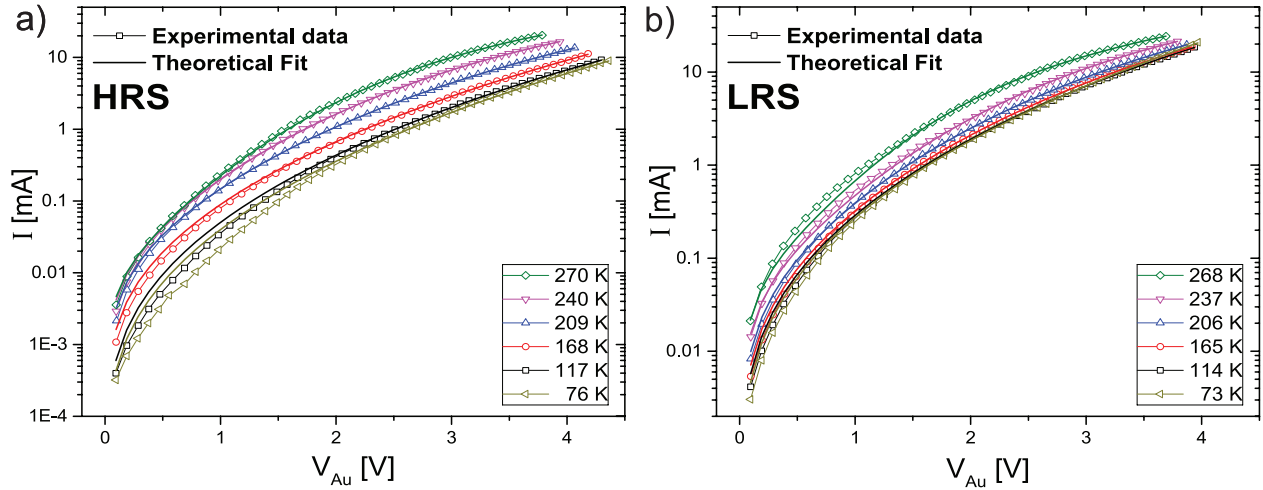 a)
Experimental data
Theoretical Fit
HRS
I [mA]
10
1
0.1
0.01
1E-3
1E-4
270 K
240 K
209 K
168 K
117 K
76 K
0 1 2 3 4
V_Au [V]
b)
Experimental data
Theoretical Fit
LRS
I [mA]
10
1
0.1
0.01
268 K
237 K
206 K
165 K
114 K
73 K
0 1 2 3 4
V_Au [V]